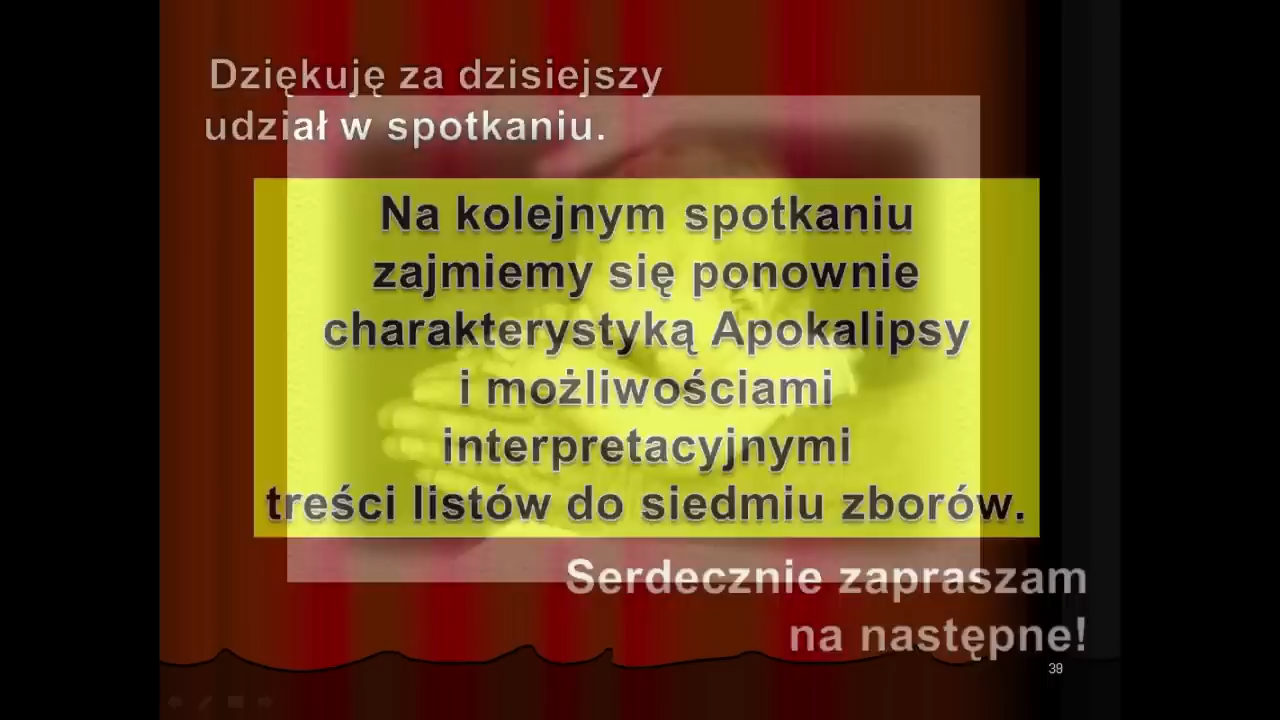 Dziękuję za dzisiejszy
udział w spotkaniu.
Na kolejnym spotkaniu
zajmiemy się ponownie
charakterystyką Apokalipsy
i możliwościami
interpretacyjnymi
treści listów do siedmiu zborów.
Serdecznie zapraszam
na następne!
39